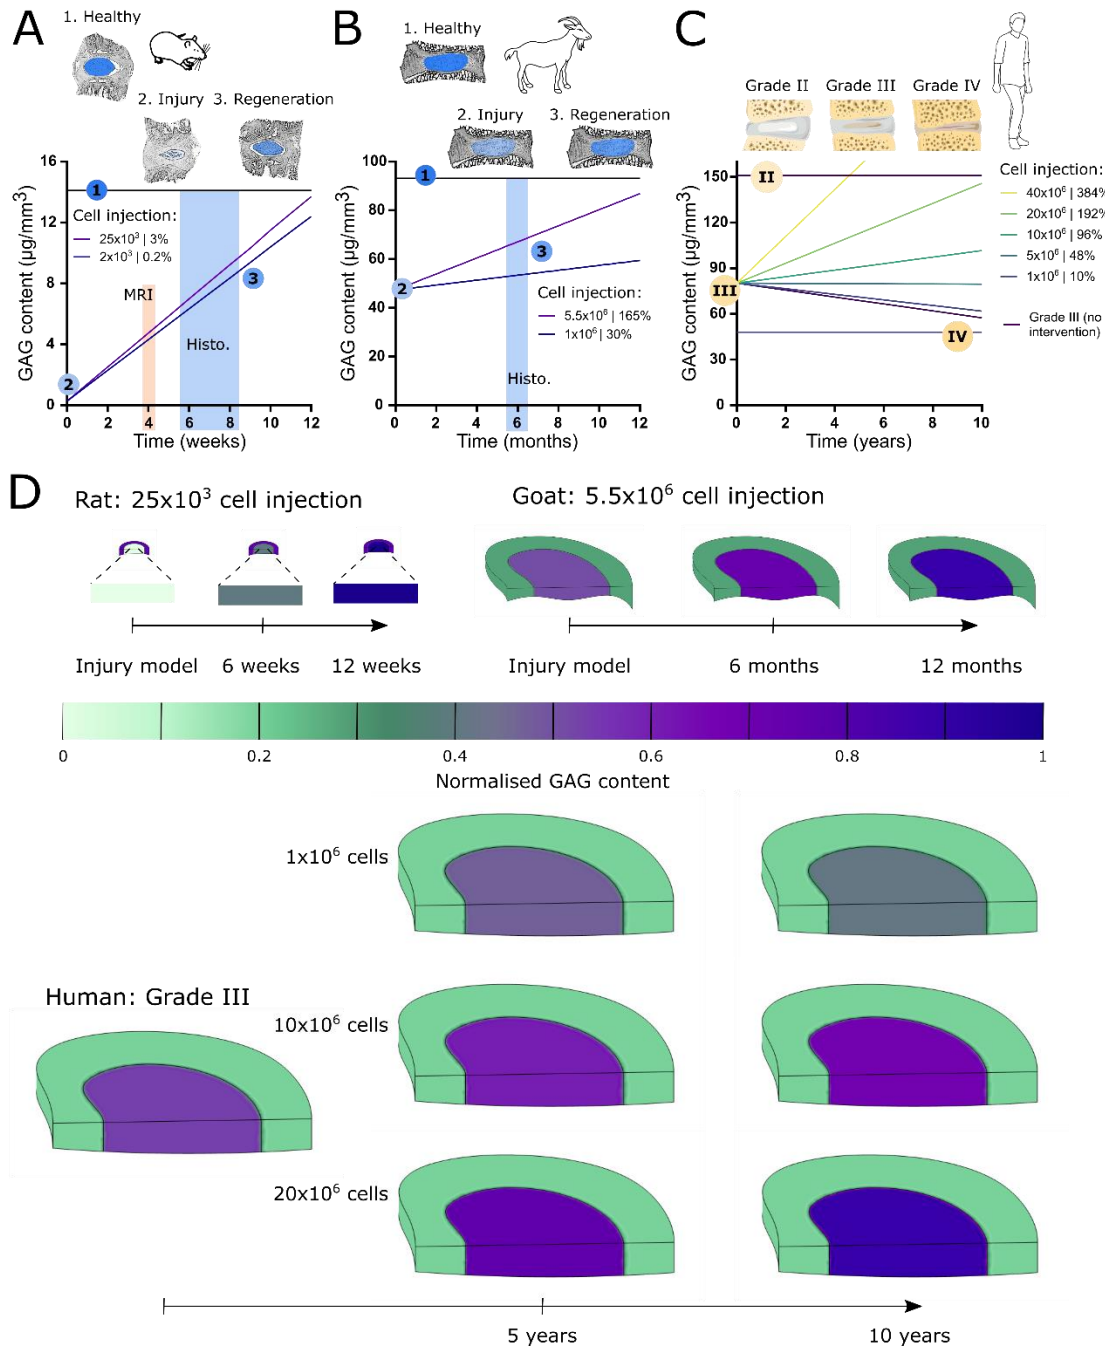 A
1. Healthy
2. Injury 3. Regeneration
16
12
8
4
0
GAG content (µg/mm³)
1
Cell injection:
25x10³ | 3%
2x10³ | 0.2%
MRI
3
Histo.
2
0 2 4 6 8 10 12
Time (weeks)
B
1. Healthy
2. Injury 3. Regeneration
100
80
60
40
20
0
GAG content (µg/mm³)
1
2
3
Cell injection:
5.5x10⁶ | 165%
1x10⁶ | 30%
Histo.
0 2 4 6 8 10 12
Time (months)
C
Grade II Grade III Grade IV
150
120
90
60
30
0
GAG content (µg/mm³)
II
III
IV
Cell injection:
40x10⁶ | 384%
20x10⁶ | 192%
10x10⁶ | 96%
5x10⁶ | 48%
1x10⁶ | 10%
Grade III (no
intervention)
0 2 4 6 8 10
Time (years)
D
Rat: 25x10³ cell injection
Injury model 6 weeks 12 weeks
Goat: 5.5x10⁶ cell injection
Injury model 6 months 12 months
0 0.2 0.4 0.6 0.8 1
Normalised GAG content
1x10⁶ cells
Human: Grade III
10x10⁶ cells
20x10⁶ cells
5 years 10 years